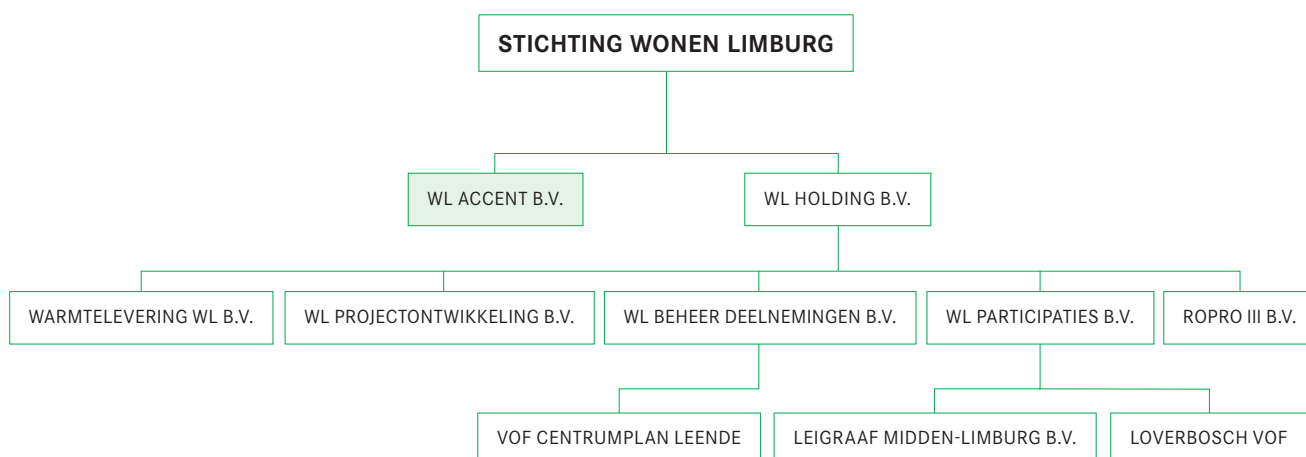 STICHTING WONEN LIMBURG
WL ACCENT B.V.
WL HOLDING B.V.
WARMTELEVERING WL B.V.
WL PROJECTONTWIKKELING B.V.
WL BEHEER DEELNEMINGEN B.V.
WL PARTICIPATIES B.V.
ROPRO III B.V.
VOF CENTRUMPLAN LEENDE
LEIGRAAF MIDDEN-LIMBURG B.V.
LOVERBOSCH VOF